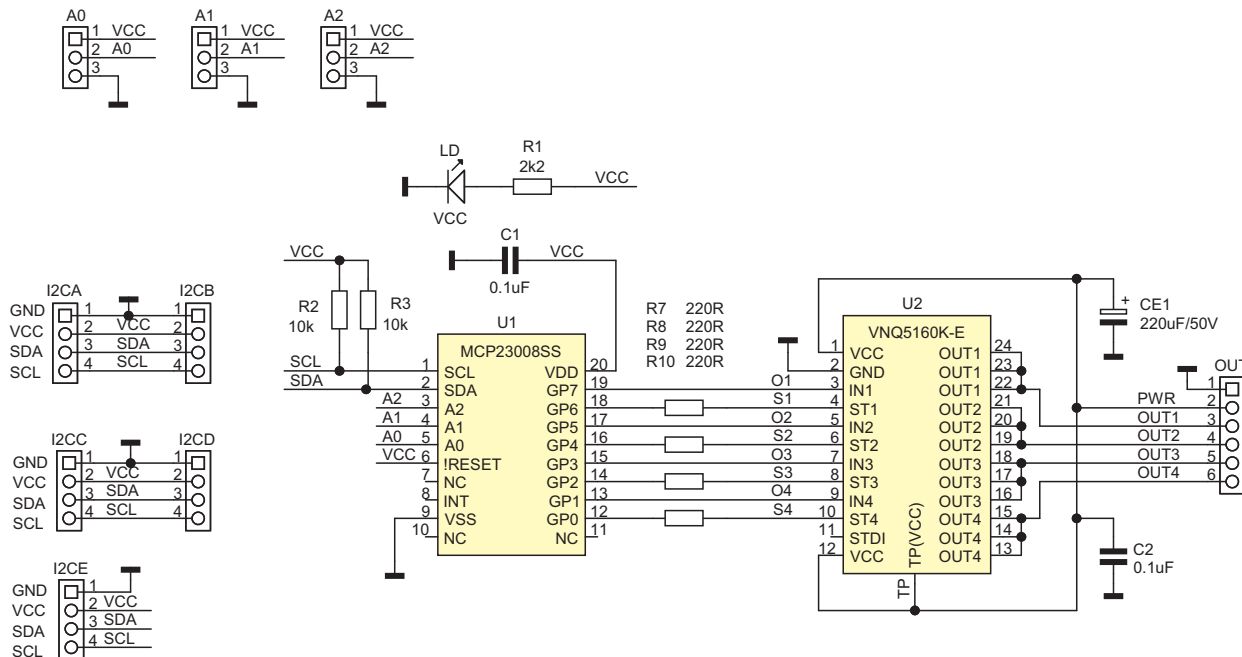 A0 A1 A2
1 VCC 1 VCC 1 VCC
2 A0 2 A1 2 A2
3 3 3
LD R1
2k2
VCC
VCC
C1
VCC VCC
0.1uF
R2 R3
10k 10k
I2CA I2CB
GND 1 1
VCC 2 VCC 2
SDA 3 SDA 3
SCL 4 SCL 4
I2CC I2CD
GND 1 1
VCC 2 VCC 2
SDA 3 SDA 3
SCL 4 SCL 4
I2CE
GND 1
VCC 2 VCC
SDA 3 SDA
SCL 4 SCL
U1
MCP23008SS
SCL 1 SCL VDD 20
SDA 2 SDA GP7 19
A2 3 A2 GP6 18
A1 4 A1 GP5 17
A0 5 A0 GP4 16
VCC 6 !RESET GP3 15
7 NC GP2 14
8 INT GP1 13
9 VSS GP0 12
10 NC NC 11
R7 220R
R8 220R
R9 220R
R10 220R
O1
S1
O2
S2
O3
S3
O4
S4
U2
VNQ5160K-E
1 VCC OUT1 24
2 GND OUT1 23
3 IN1 OUT1 22
4 ST1 OUT2 21
5 IN2 OUT2 20
6 ST2 OUT2 19
7 IN3 OUT3 18
8 ST3 OUT3 17
9 IN4 OUT3 16
10 ST4 OUT4 15
11 STDI OUT4 14
12 VCC OUT4 13
TP(VCC)
TP
+
CE1
220uF/50V
C2
0.1uF
OUT
1
PWR 2
OUT1 3
OUT2 4
OUT3 5
OUT4 6